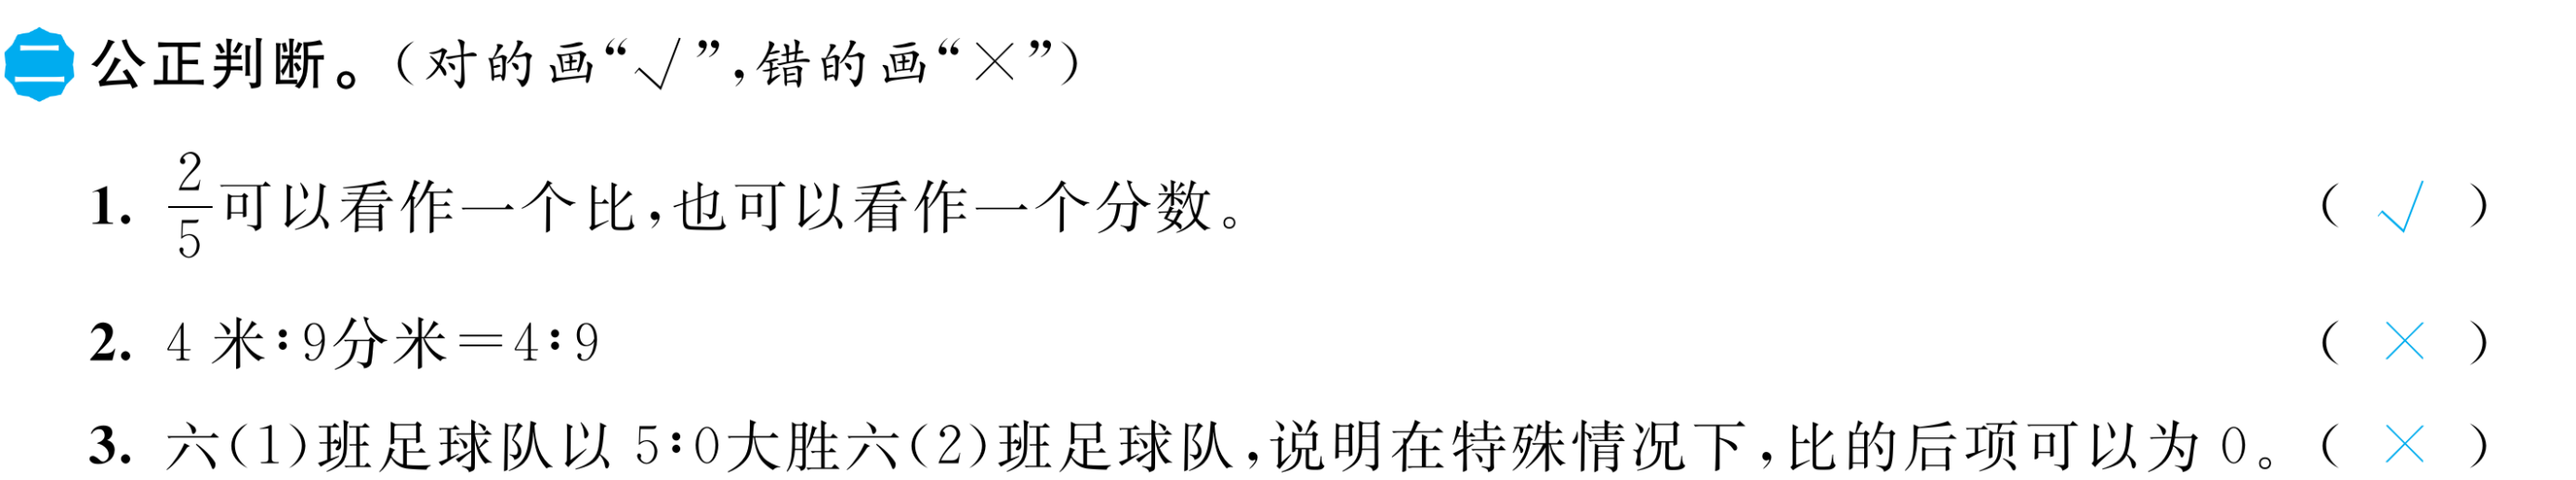 二 公正判断。(对的画“√”,错的画“×”)
1. 2/5可以看作一个比,也可以看作一个分数。 ( √ )
2. 4 米∶9分米=4∶9 ( × )
3. 六(1)班足球队以 5∶0大胜六(2)班足球队,说明在特殊情况下,比的后项可以为 0。( × )